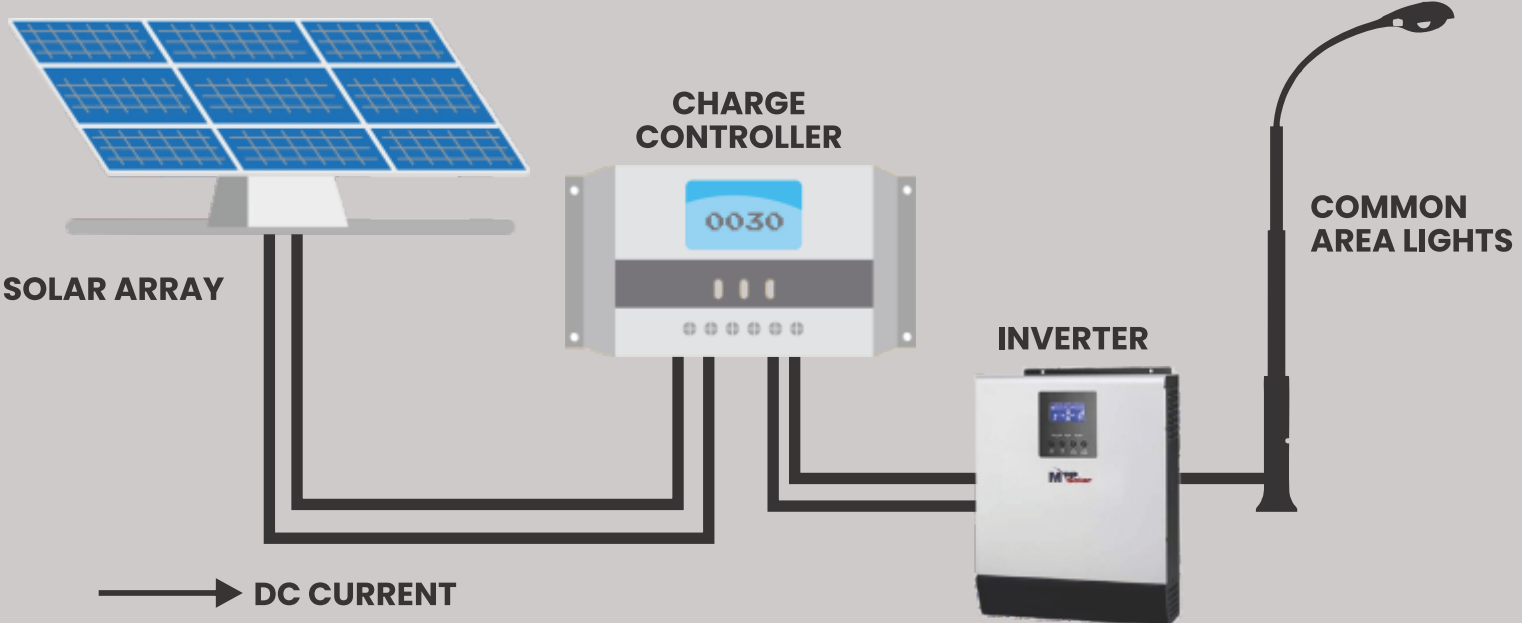 CHARGE
CONTROLLER
0030
COMMON
AREA LIGHTS
SOLAR ARRAY
INVERTER
DC CURRENT